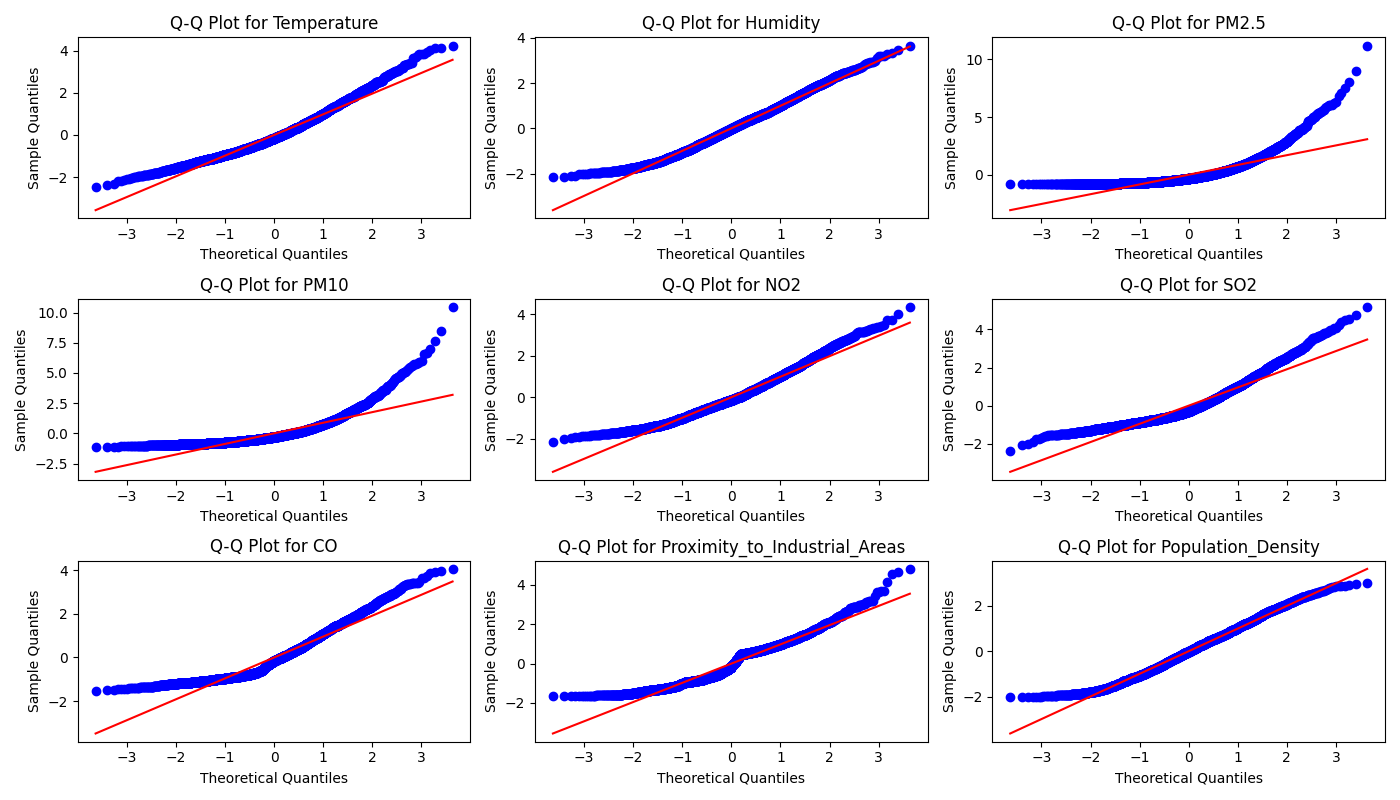 Q-Q Plot for Temperature
Sample Quantiles
4
2
0
−2
−3 −2 −1 0 1 2 3
Theoretical Quantiles
Q-Q Plot for Humidity
Sample Quantiles
4
2
0
−2
−3 −2 −1 0 1 2 3
Theoretical Quantiles
Q-Q Plot for PM2.5
Sample Quantiles
10
5
0
−3 −2 −1 0 1 2 3
Theoretical Quantiles
Q-Q Plot for PM10
Sample Quantiles
10.0
7.5
5.0
2.5
0.0
−2.5
−3 −2 −1 0 1 2 3
Theoretical Quantiles
Q-Q Plot for NO2
Sample Quantiles
4
2
0
−2
−3 −2 −1 0 1 2 3
Theoretical Quantiles
Q-Q Plot for SO2
Sample Quantiles
4
2
0
−2
−3 −2 −1 0 1 2 3
Theoretical Quantiles
Q-Q Plot for CO
Sample Quantiles
4
2
0
−2
−3 −2 −1 0 1 2 3
Theoretical Quantiles
Q-Q Plot for Proximity_to_Industrial_Areas
Sample Quantiles
4
2
0
−2
−3 −2 −1 0 1 2 3
Theoretical Quantiles
Q-Q Plot for Population_Density
Sample Quantiles
2
0
−2
−3 −2 −1 0 1 2 3
Theoretical Quantiles